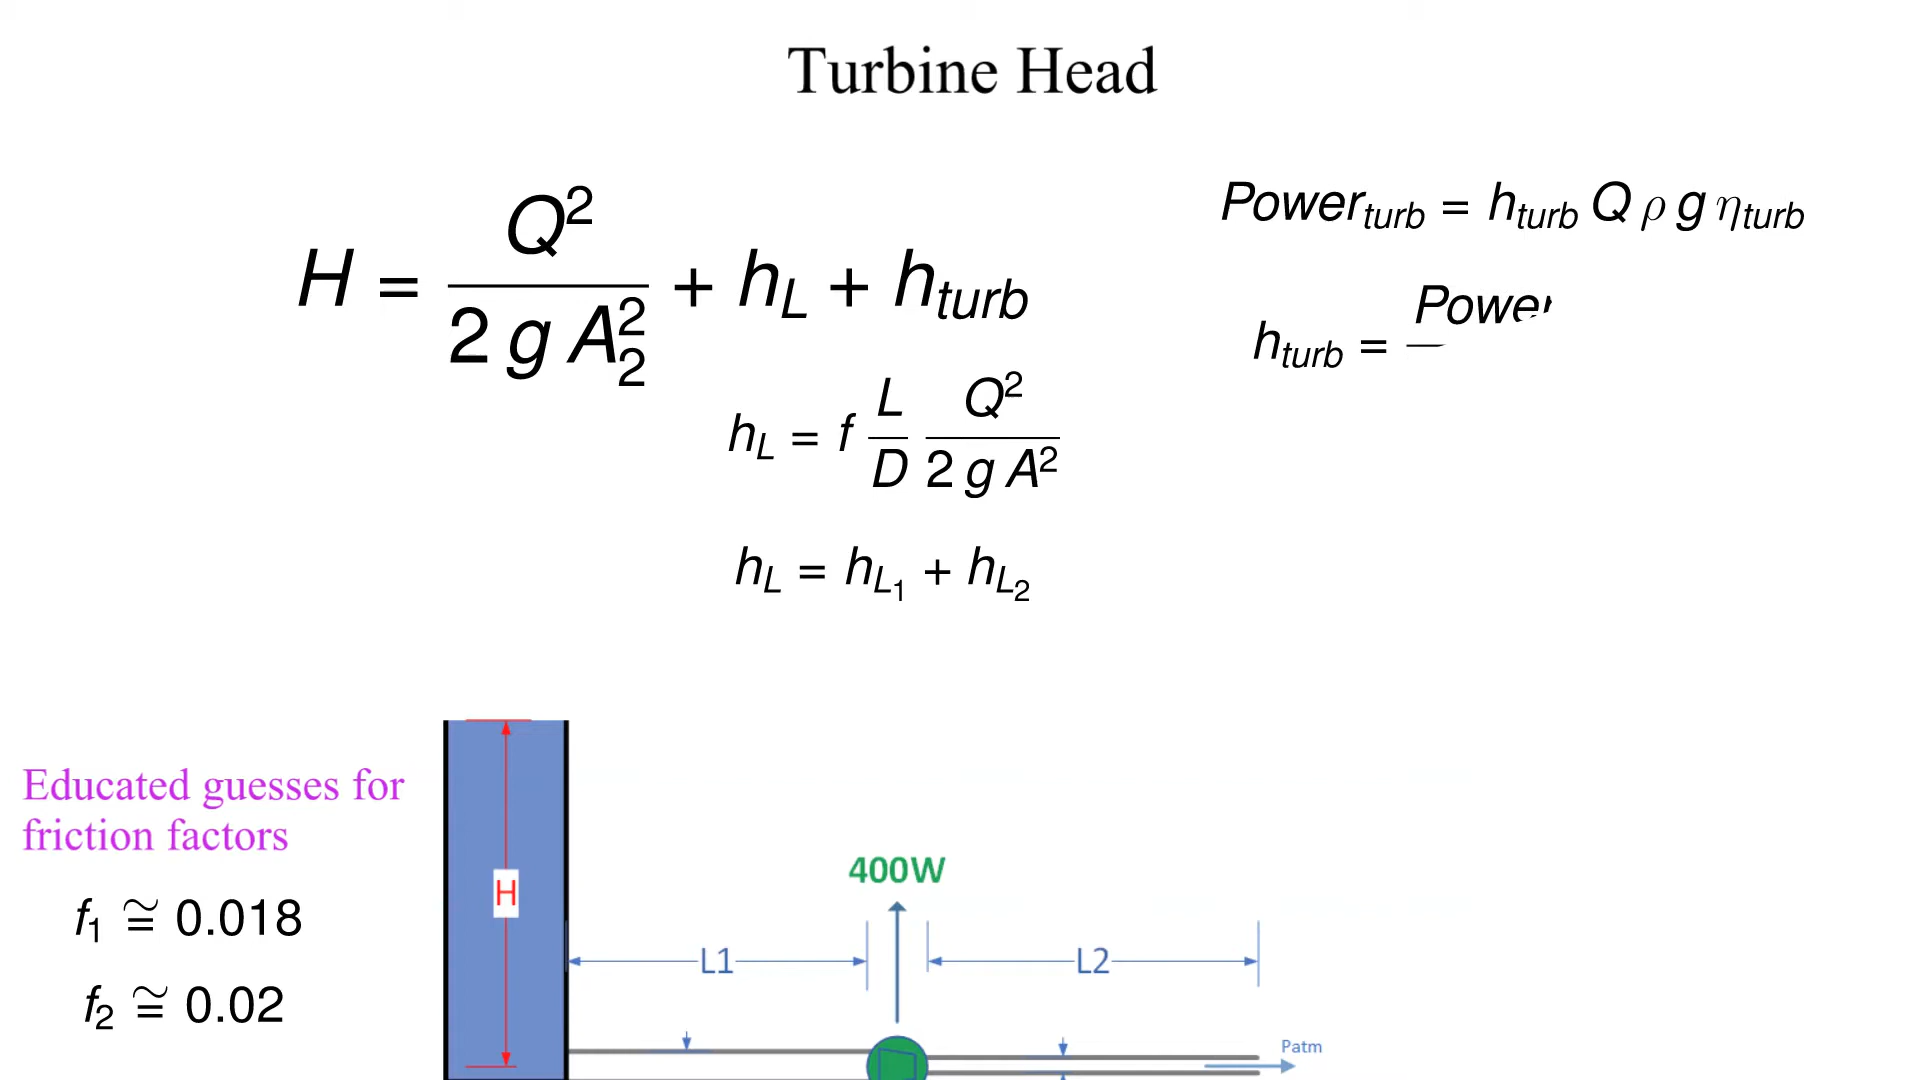 Turbine Head
H = Q² / 2 g A₂² + h_L + h_turb
Power_turb = h_turb Q ρ g η_turb
h_turb = Power
h_L = f L/D Q² / 2 g A²
h_L = h_L₁ + h_L₂
Educated guesses for
friction factors
f₁ ≅ 0.018
f₂ ≅ 0.02
H
400W
L1
L2
Patm